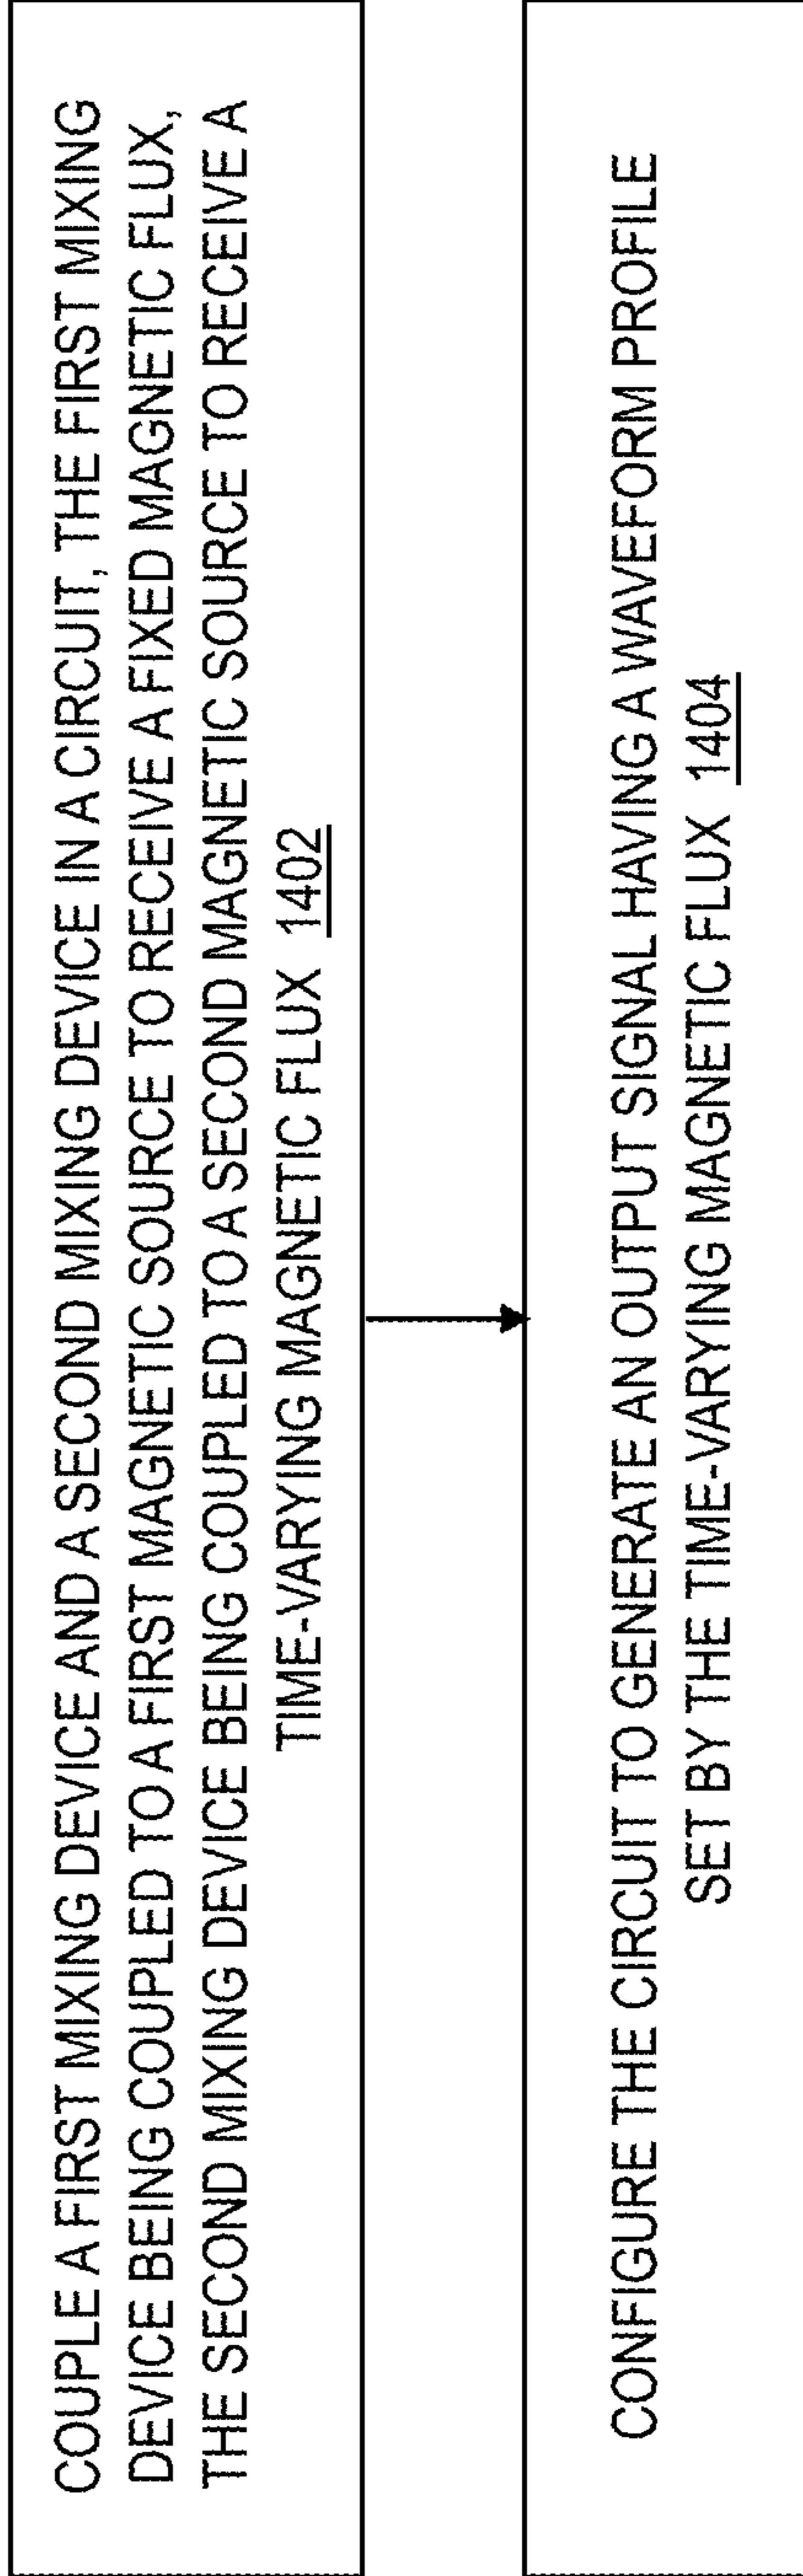 COUPLE A FIRST MIXING DEVICE AND A SECOND MIXING DEVICE IN A CIRCUIT, THE FIRST MIXING
DEVICE BEING COUPLED TO A FIRST MAGNETIC SOURCE TO RECEIVE A FIXED MAGNETIC FLUX,
THE SECOND MIXING DEVICE BEING COUPLED TO A SECOND MAGNETIC SOURCE TO RECEIVE A
TIME-VARYING MAGNETIC FLUX 1402
CONFIGURE THE CIRCUIT TO GENERATE AN OUTPUT SIGNAL HAVING A WAVEFORM PROFILE
SET BY THE TIME-VARYING MAGNETIC FLUX 1404